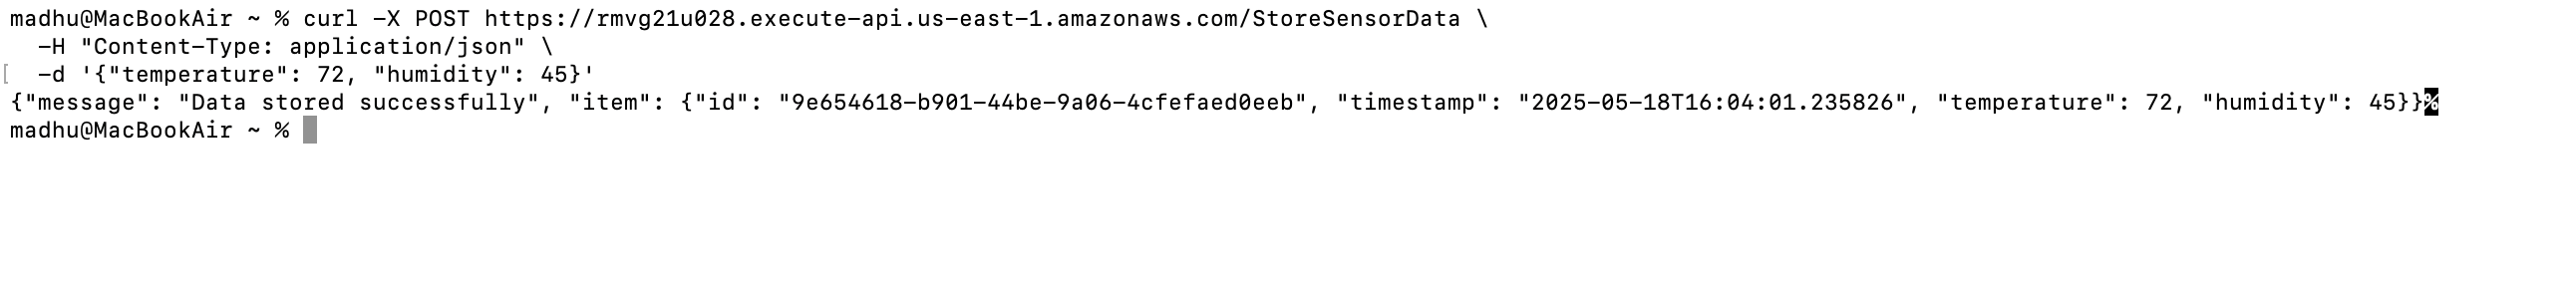 madhu@MacBookAir ~ % curl -X POST https://rmvg21u028.execute-api.us-east-1.amazonaws.com/StoreSensorData \
  -H "Content-Type: application/json" \
[  -d '{"temperature": 72, "humidity": 45}'
{"message": "Data stored successfully", "item": {"id": "9e654618-b901-44be-9a06-4cfefaed0eeb", "timestamp": "2025-05-18T16:04:01.235826", "temperature": 72, "humidity": 45}}%
madhu@MacBookAir ~ %